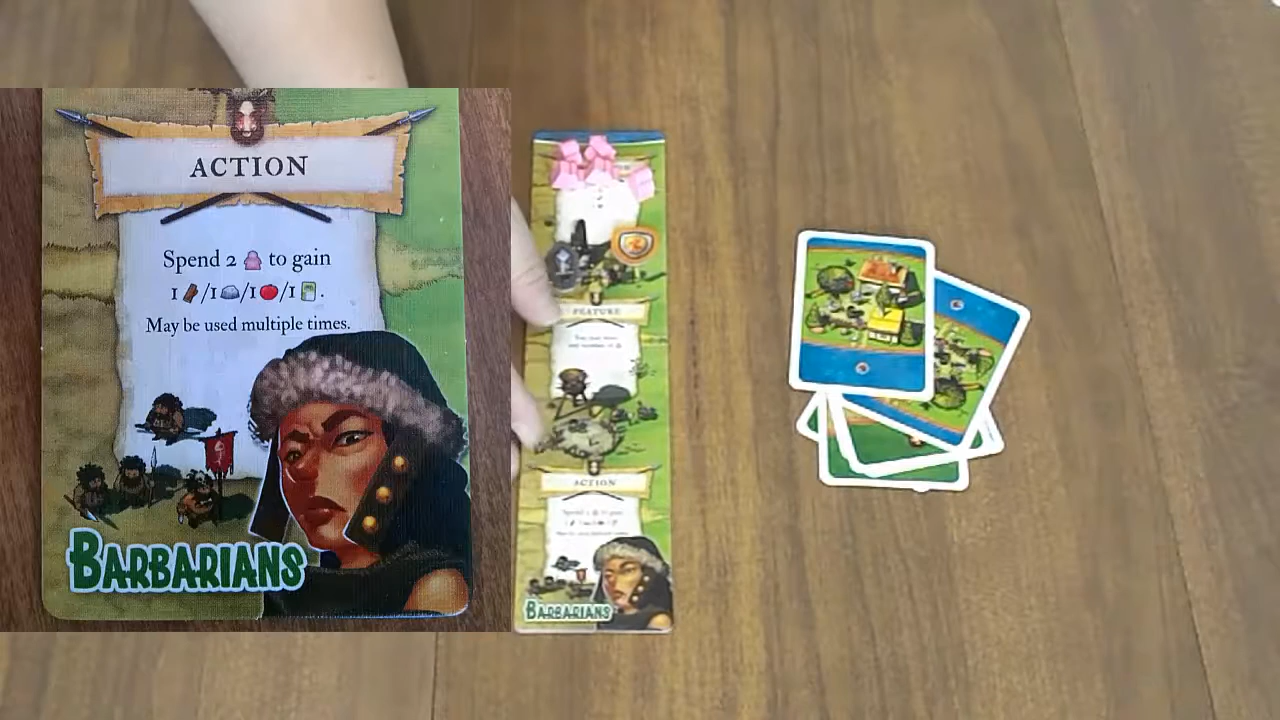 ACTION
Spend 2 to gain
1 /1 /1 /1 .
May be used multiple times.
BARBARIANS
FEATURE
ACTION
BARBARIANS